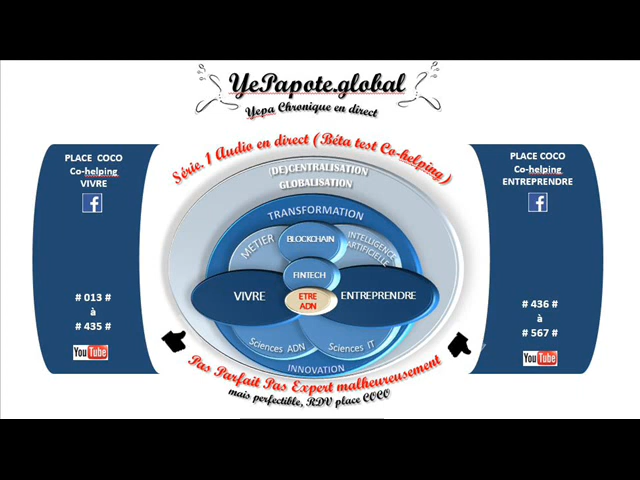 YePapote.global
Yepa Chronique en direct
Série, 1 Audio en direct (Béta test Co-helping)
PLACE COCO
Co-helping
VIVRE
# 013 #
à
# 435 #
YouTube
(DE)CENTRALISATION
GLOBALISATION
TRANSFORMATION
METIER
BLOCKCHAIN
INTELLIGENCE
ARTIFICIELLE
FINTECH
VIVRE
ETRE
ADN
ENTREPRENDRE
Sciences ADN
Sciences IT
INNOVATION
Pas Parfait Pas Expert malheureusement
mais perfectible, RDV place COCO
PLACE COCO
Co-helping
ENTREPRENDRE
# 436 #
à
# 567 #
YouTube